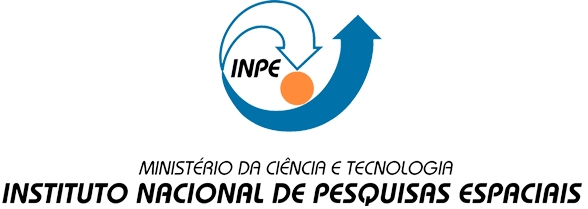 INPE
MINISTÉRIO DA CIÊNCIA E TECNOLOGIA
INSTITUTO NACIONAL DE PESQUISAS ESPACIAIS